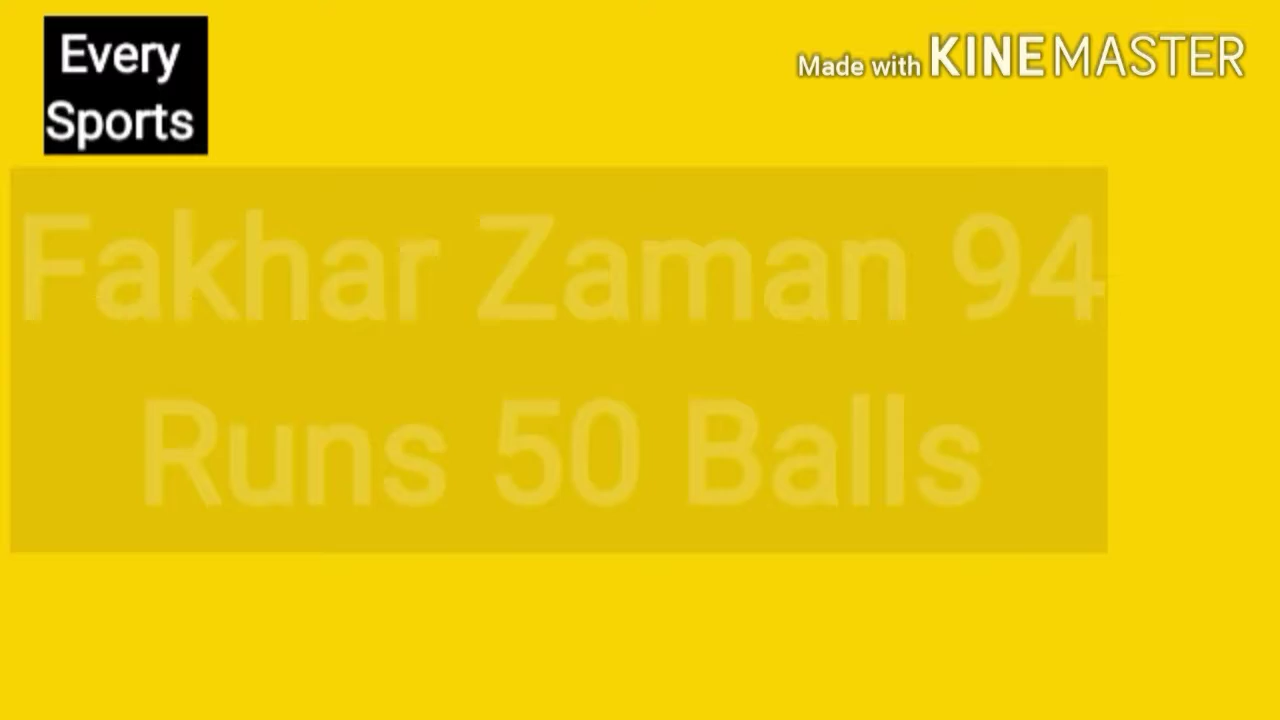 Every
Sports
Made with KINEMASTER
Fakhar Zaman 94
Runs 50 Balls